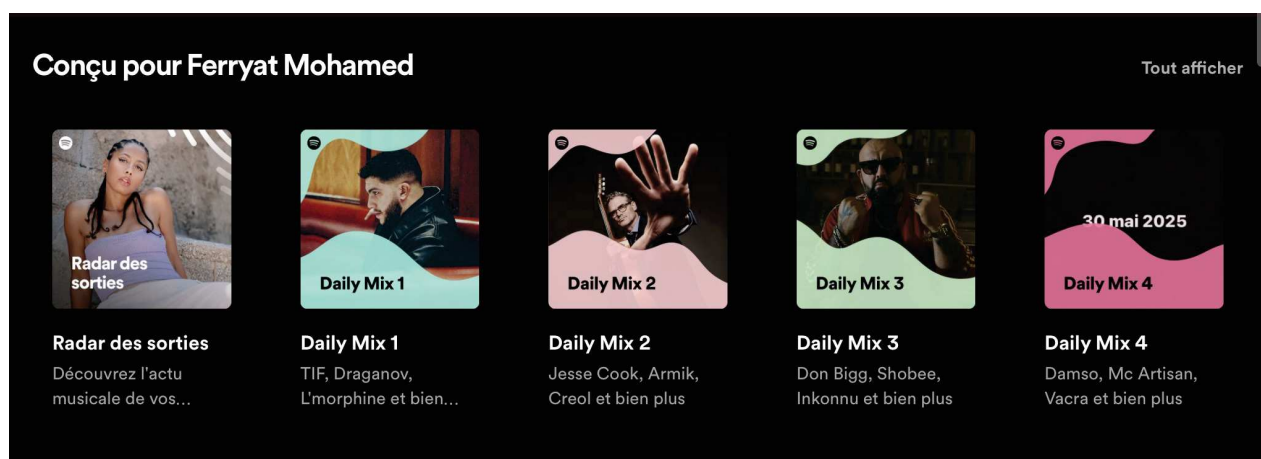 Conçu pour Ferryat Mohamed
Tout afficher
Radar des
sorties
Daily Mix 1
Daily Mix 2
Daily Mix 3
30 mai 2025
Daily Mix 4
Radar des sorties
Découvrez l'actu
musicale de vos...
Daily Mix 1
TIF, Draganov,
L'morphine et bien...
Daily Mix 2
Jesse Cook, Armik,
Creol et bien plus
Daily Mix 3
Don Bigg, Shobee,
Inkonnu et bien plus
Daily Mix 4
Damso, Mc Artisan,
Vacra et bien plus